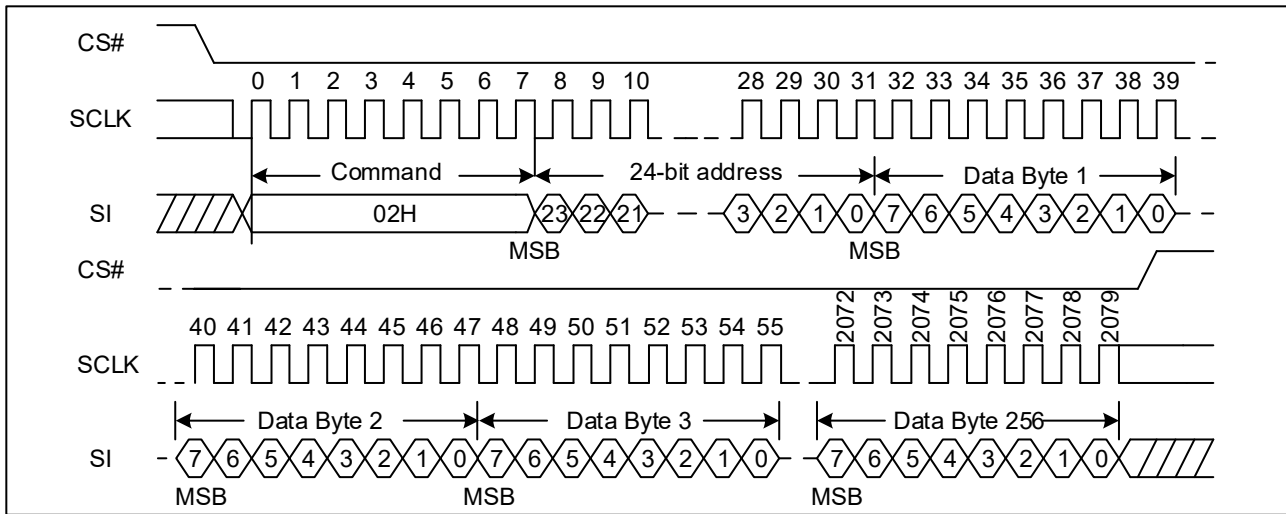 CS#
0 1 2 3 4 5 6 7 8 9 10 28 29 30 31 32 33 34 35 36 37 38 39
SCLK
Command 24-bit address Data Byte 1
SI 02H 23 22 21 3 2 1 0 7 6 5 4 3 2 1 0
MSB MSB
CS#
40 41 42 43 44 45 46 47 48 49 50 51 52 53 54 55 2072 2073 2074 2075 2076 2077 2078 2079
SCLK
Data Byte 2 Data Byte 3 Data Byte 256
SI 7 6 5 4 3 2 1 0 7 6 5 4 3 2 1 0 7 6 5 4 3 2 1 0
MSB MSB MSB